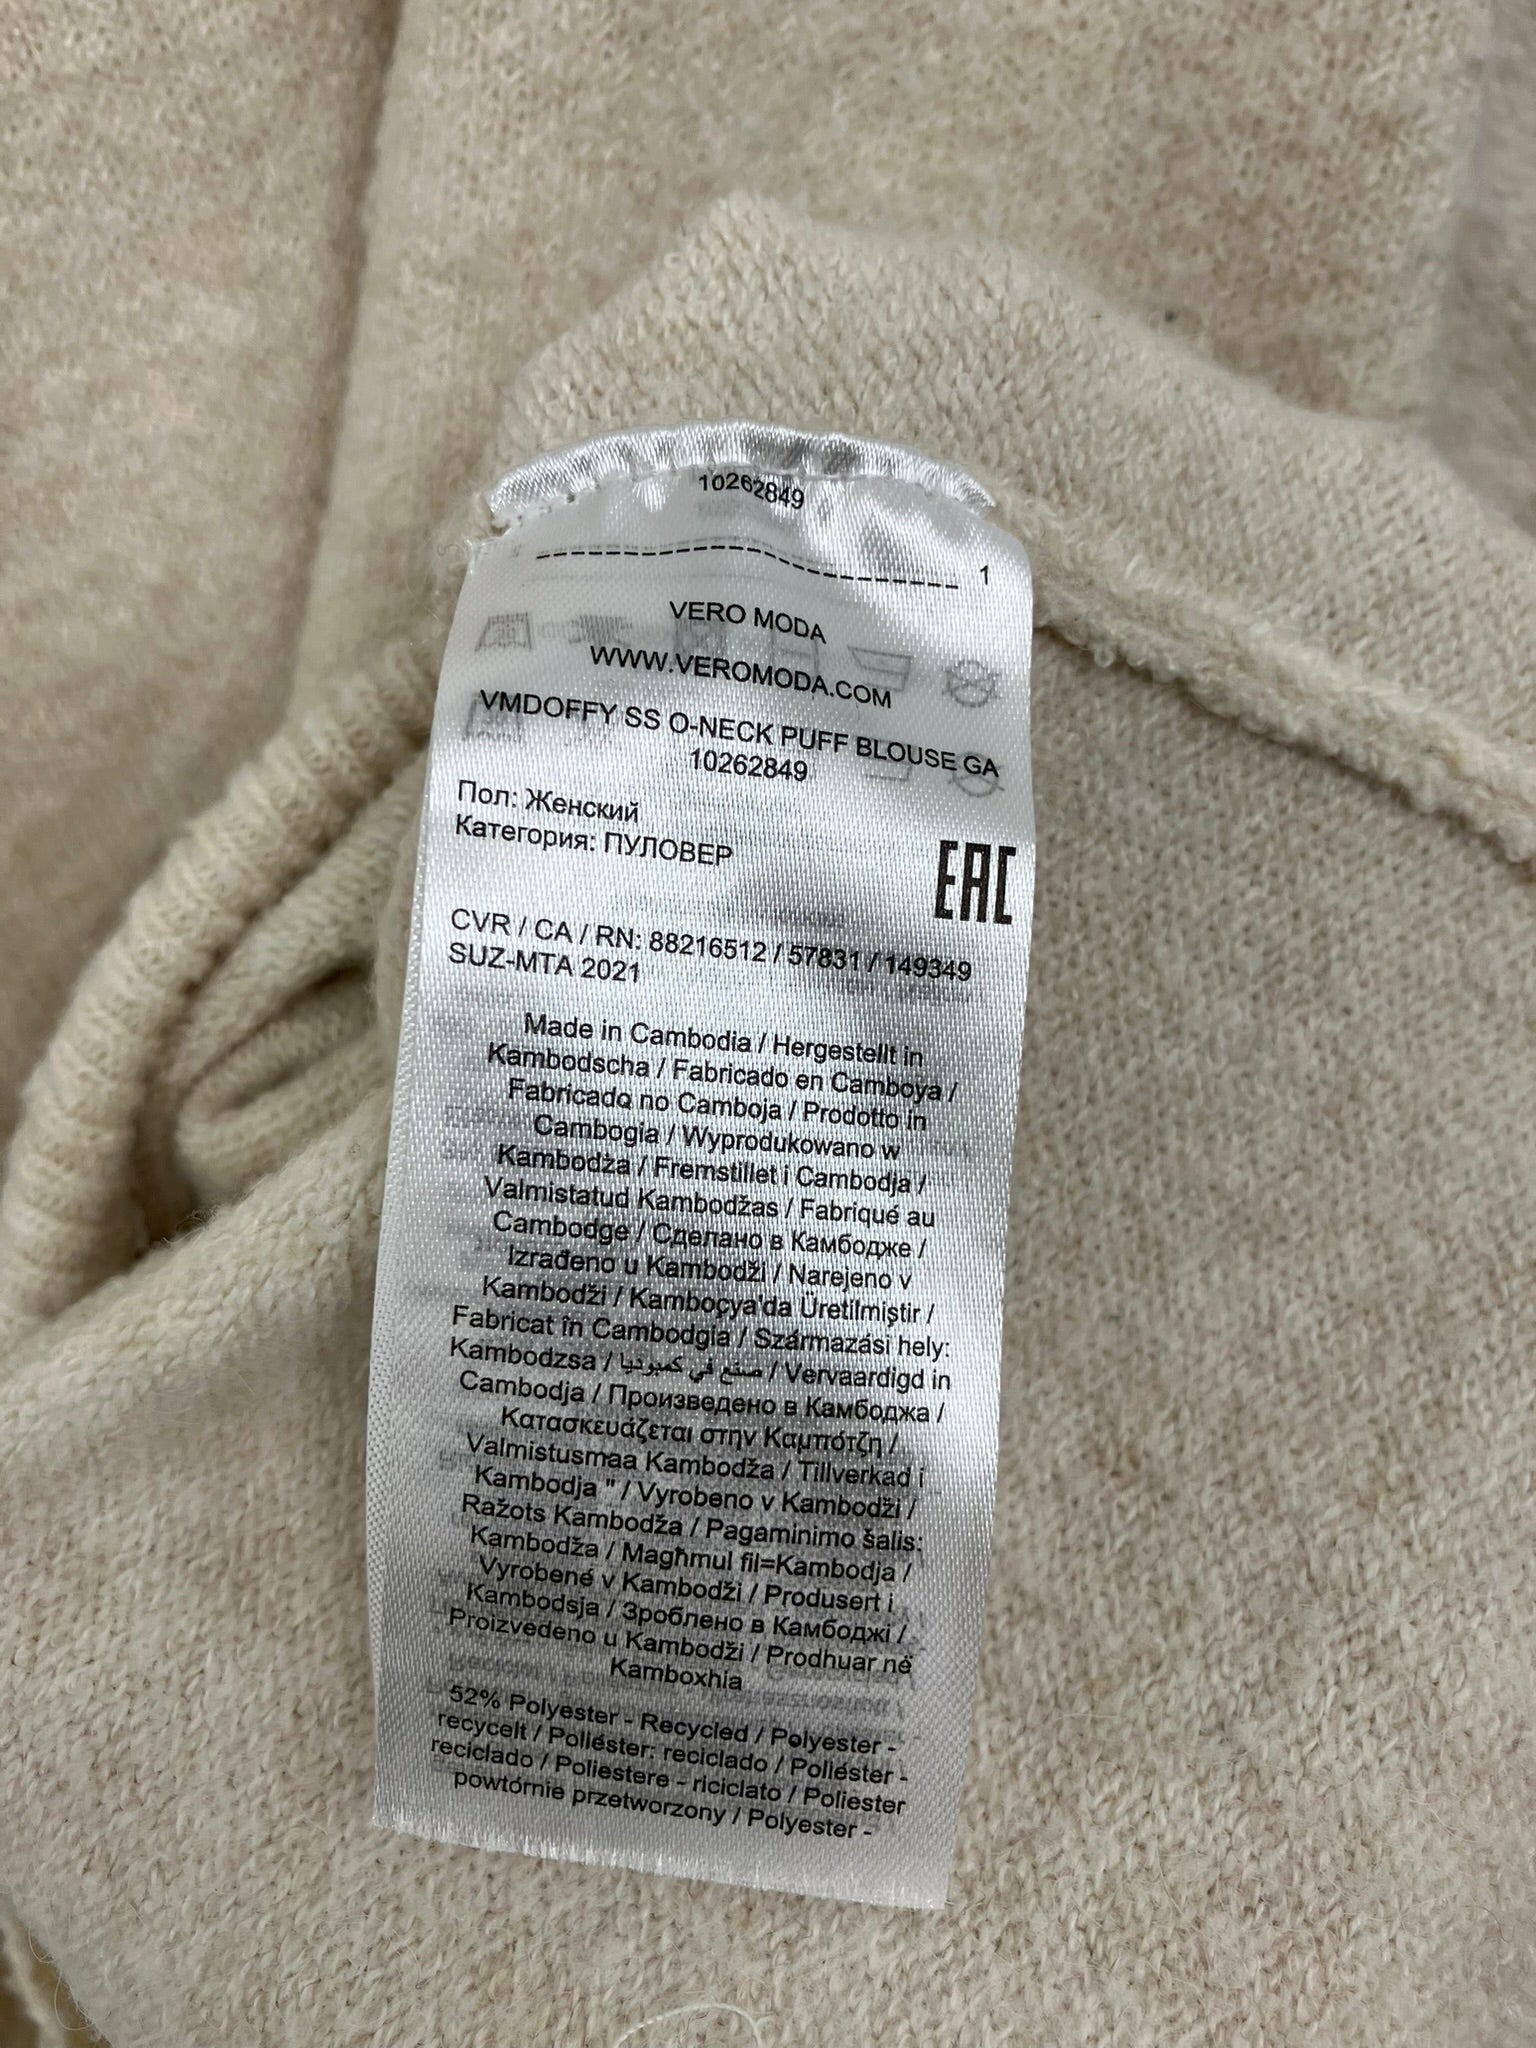 10262849
1
VERO MODA
WWW.VEROMODA.COM
VMDOFFY SS O-NECK PUFF BLOUSE GA
10262849
Пол: Женский
Категория: ПУЛОВЕР
EAC
CVR / CA / RN: 88216512 / 57831 / 149349
SUZ-MTA 2021
Made in Cambodia / Hergestellt in
Kambodscha / Fabricado en Camboya /
Fabricado no Camboja / Prodotto in
Cambogia / Wyprodukowano w
Kambodża / Fremstillet i Cambodja /
Valmistatud Kambodžas / Fabriqué au
Cambodge / Сделано в Камбодже /
Izrađeno u Kambodži / Narejeno v
Kambodži / Kamboçya'da Üretilmiştir /
Fabricat în Cambodgia / Származási hely:
Kambodzsa / صنع في كمبوديا / Vervaardigd in
Cambodja / Произведено в Камбоджа /
Κατασκευάζεται στην Καμπότζη /
Valmistusmaa Kambodža / Tillverkad i
Kambodja " / Vyrobeno v Kambodži /
Ražots Kambodža / Pagaminimo šalis:
Kambodža / Magħmul fil=Kambodja /
Vyrobené v Kambodži / Produsert i
Kambodsja / Зроблено в Камбоджі /
Proizvedeno u Kambodži / Prodhuar në
Kamboxhia
52% Polyester - Recycled / Polyester -
recycelt / Poliéster: reciclado / Poliéster -
reciclado / Poliestere - riciclato / Poliester
powtórnie przetworzony / Polyester -